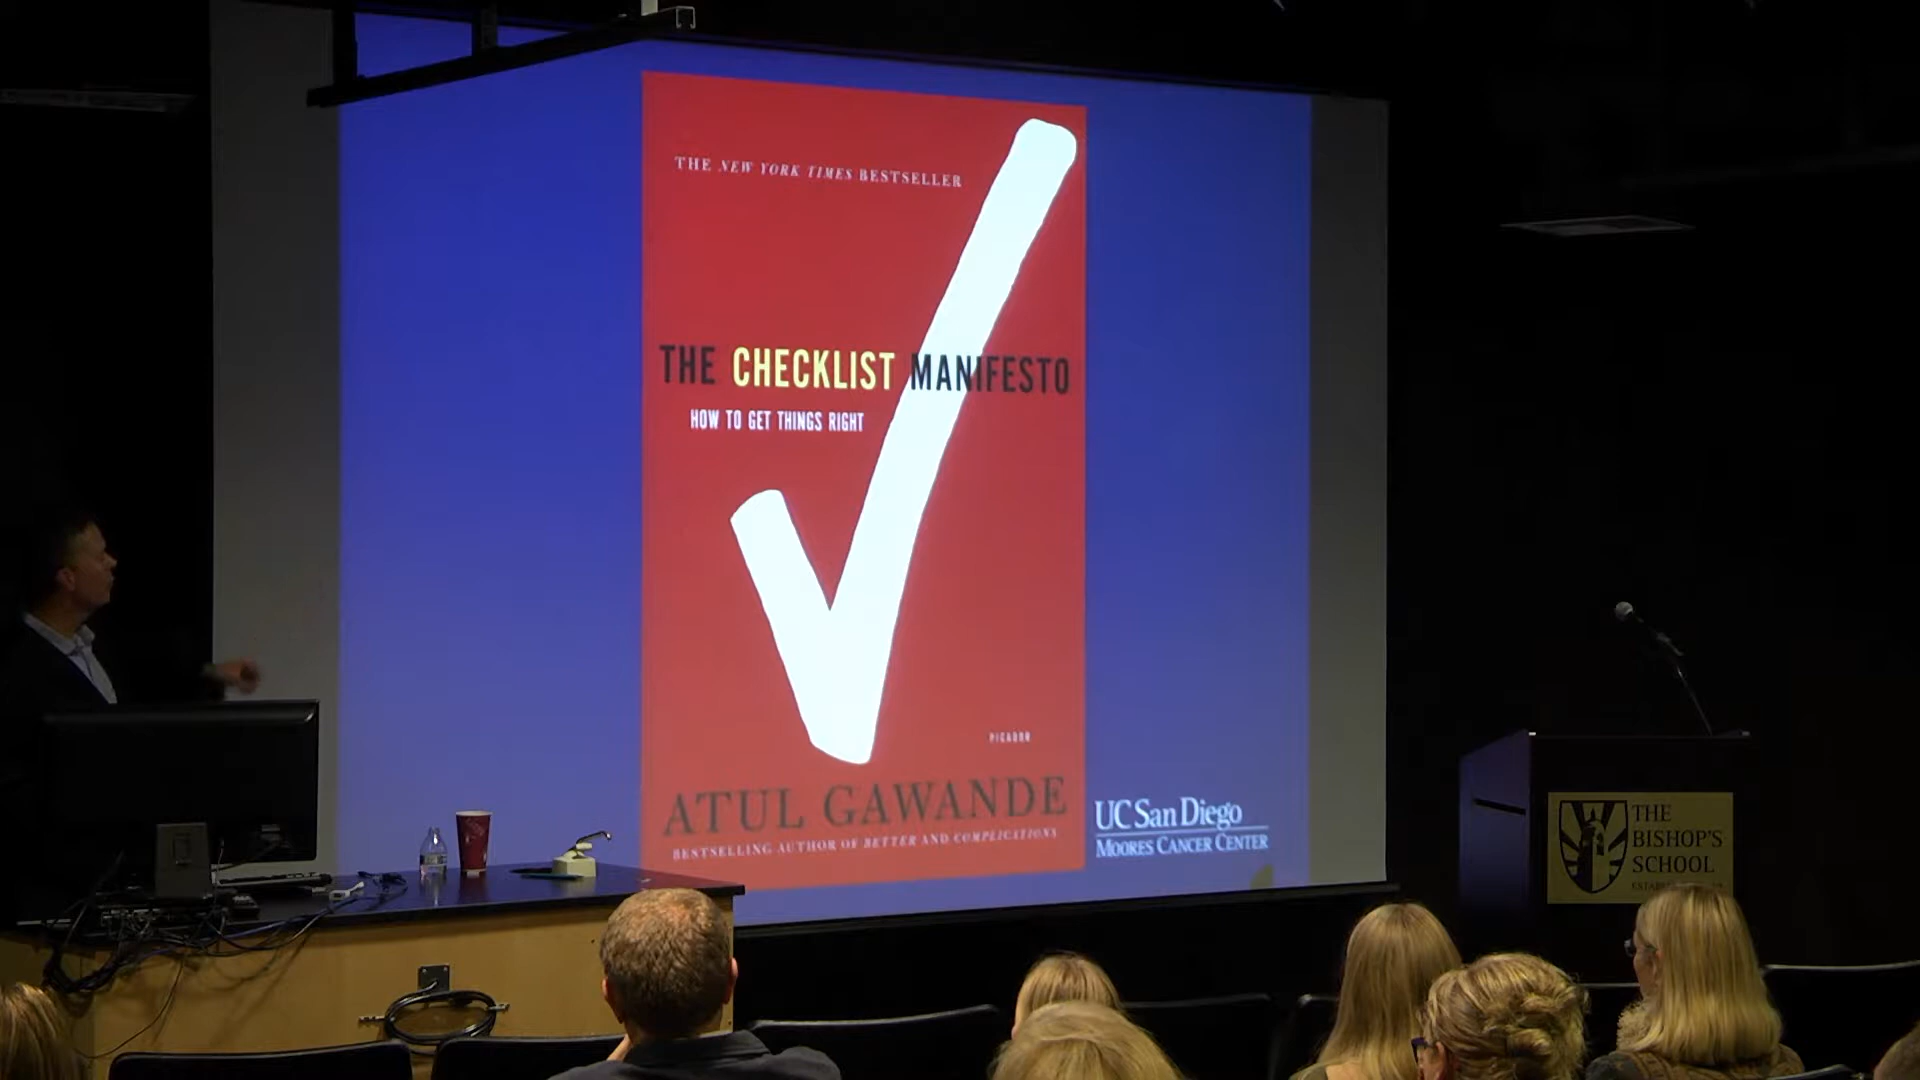 THE NEW YORK TIMES BESTSELLER
THE CHECKLIST MANIFESTO
HOW TO GET THINGS RIGHT
PICADOR
ATUL GAWANDE
BESTSELLING AUTHOR OF BETTER AND COMPLICATIONS
UC San Diego
MOORES CANCER CENTER
THE
BISHOP'S
SCHOOL